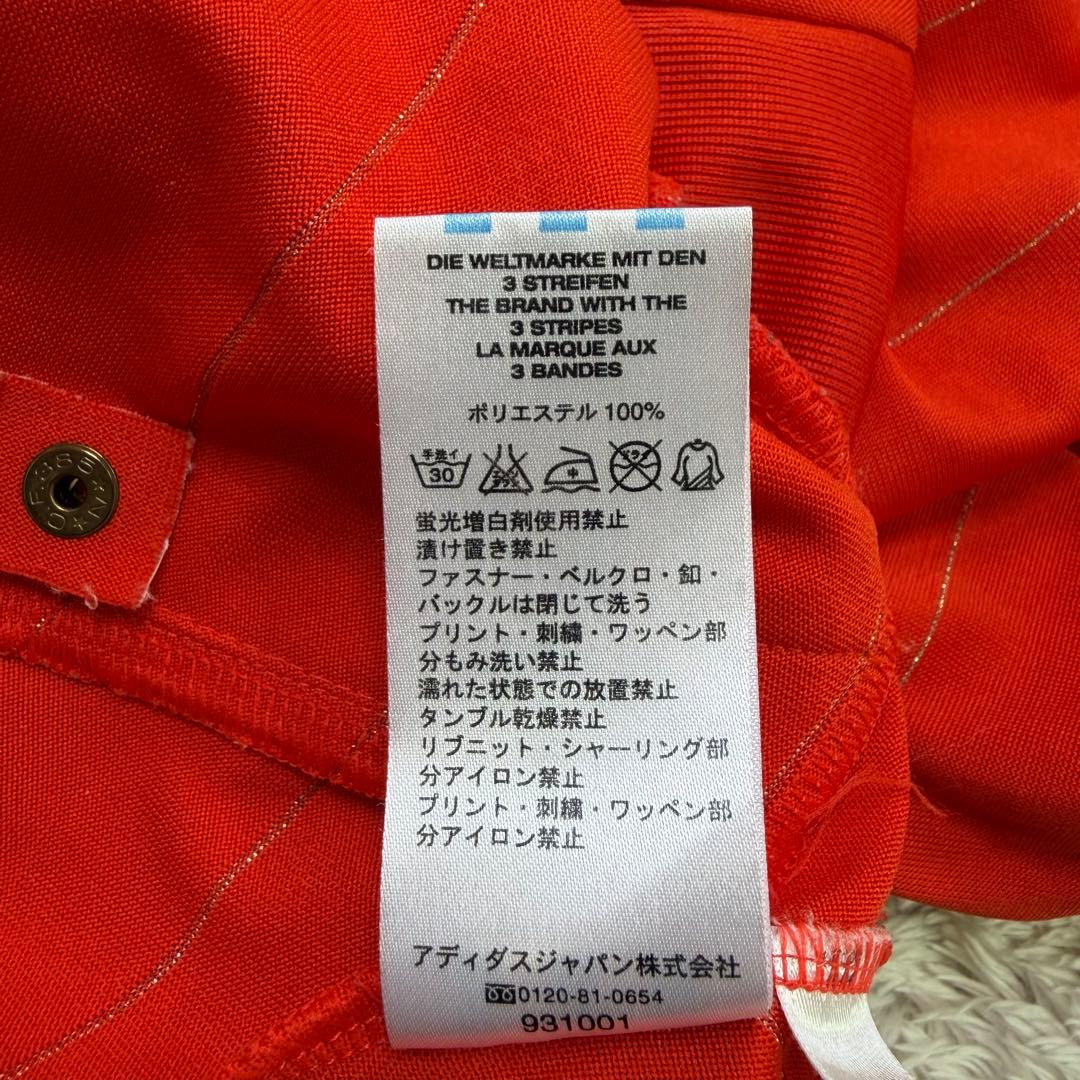 DIE WELTMARKE MIT DEN
3 STREIFEN
THE BRAND WITH THE
3 STRIPES
LA MARQUE AUX
3 BANDES
ポリエステル 100%
手洗イ
30
中
ドライ
蛍光増白剤使用禁止
漬け置き禁止
ファスナー・ベルクロ・釦・
バックルは閉じて洗う
プリント・刺繍・ワッペン部
分もみ洗い禁止
濡れた状態での放置禁止
タンブル乾燥禁止
リブニット・シャーリング部
分アイロン禁止
プリント・刺繍・ワッペン部
分アイロン禁止
アディダスジャパン株式会社
0120-81-0654
931001